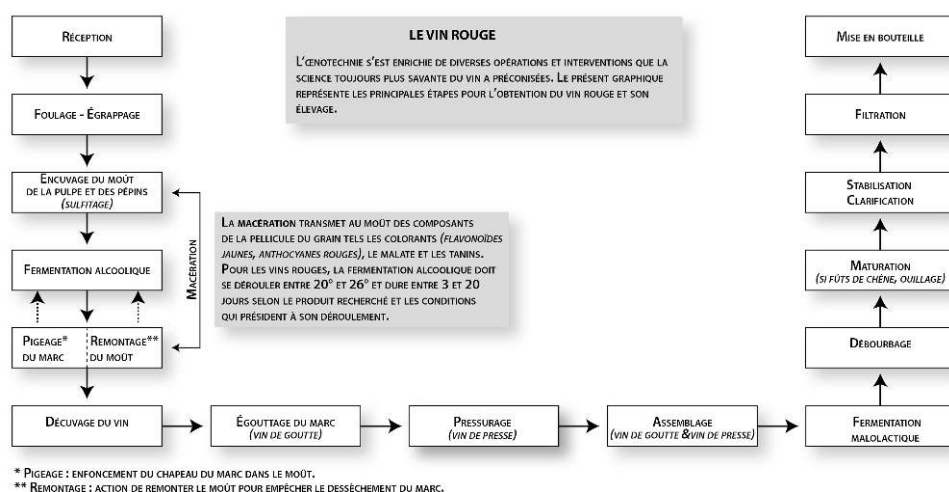 Réception
Foulage - Égrappage
Encuvage du moût
de la pulpe et des pépins
(sulfitage)
Fermentation alcoolique
Pigeage* du marc
Remontage** du moût
Macération
Décuvage du vin
Le vin rouge
L'œnotechnie s'est enrichie de diverses opérations et interventions que la
science toujours plus savante du vin a préconisées. Le présent graphique
représente les principales étapes pour l'obtention du vin rouge et son
élevage.
La macération transmet au moût des composants
de la pellicule du grain tels les colorants (flavonoïdes
jaunes, anthocyanes rouges), le malate et les tanins.
Pour les vins rouges, la fermentation alcoolique doit
se dérouler entre 20° et 26° et dure entre 3 et 20
jours selon le produit recherché et les conditions
qui président à son déroulement.
Égouttage du marc
(vin de goutte)
Pressurage
(vin de presse)
Assemblage
(vin de goutte &vin de presse)
Fermentation
malolactique
Débourbage
Maturation
(si fûts de chêne, ouillage)
Stabilisation
Clarification
Filtration
Mise en bouteille
* Pigeage : enfoncement du chapeau du marc dans le moût.
** Remontage : action de remonter le moût pour empêcher le dessèchement du marc.